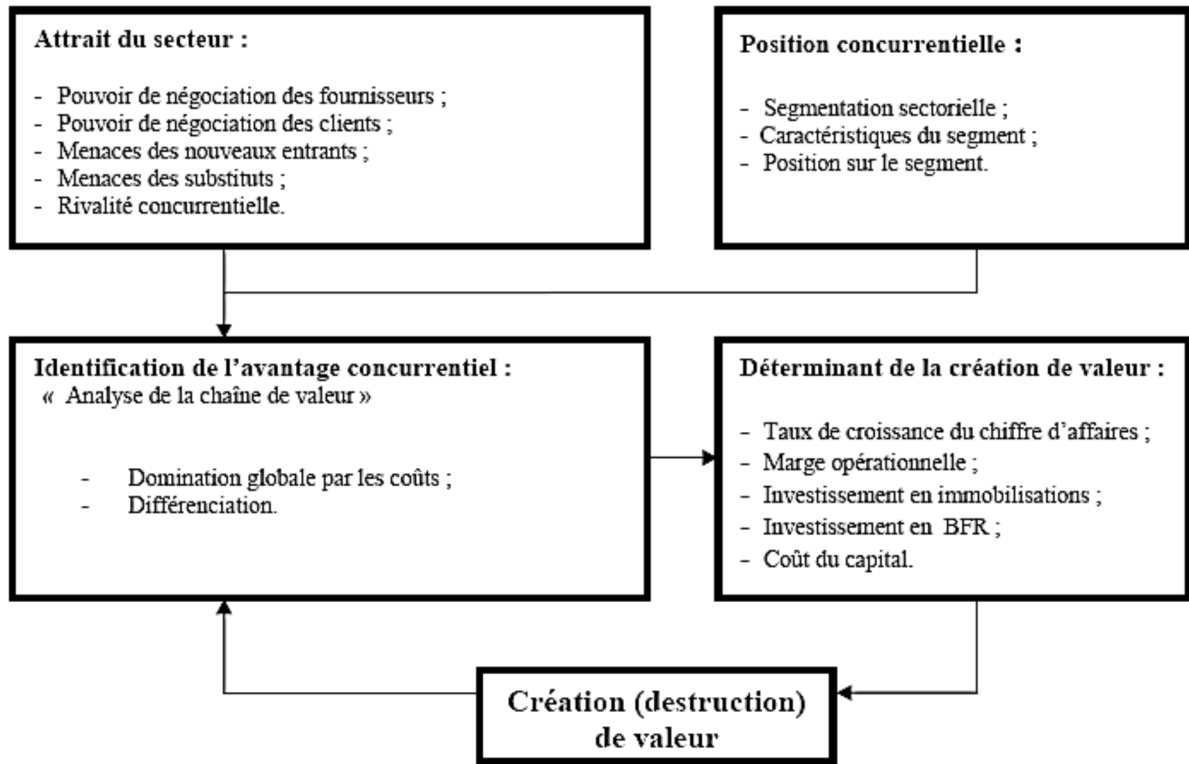 Attrait du secteur :
- Pouvoir de négociation des fournisseurs ;
- Pouvoir de négociation des clients ;
- Menaces des nouveaux entrants ;
- Menaces des substituts ;
- Rivalité concurrentielle.
Position concurrentielle :
- Segmentation sectorielle ;
- Caractéristiques du segment ;
- Position sur le segment.
Identification de l’avantage concurrentiel :
« Analyse de la chaîne de valeur »
- Domination globale par les coûts ;
- Différenciation.
Déterminant de la création de valeur :
- Taux de croissance du chiffre d’affaires ;
- Marge opérationnelle ;
- Investissement en immobilisations ;
- Investissement en BFR ;
- Coût du capital.
Création (destruction)
de valeur